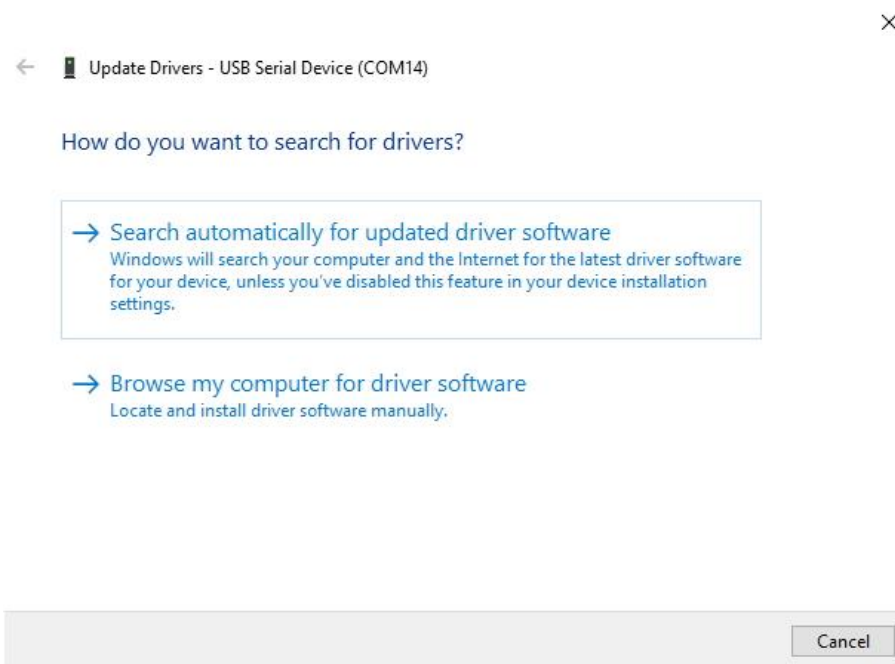 Update Drivers - USB Serial Device (COM14)
How do you want to search for drivers?
Search automatically for updated driver software
Windows will search your computer and the Internet for the latest driver software
for your device, unless you've disabled this feature in your device installation
settings.
Browse my computer for driver software
Locate and install driver software manually.
Cancel